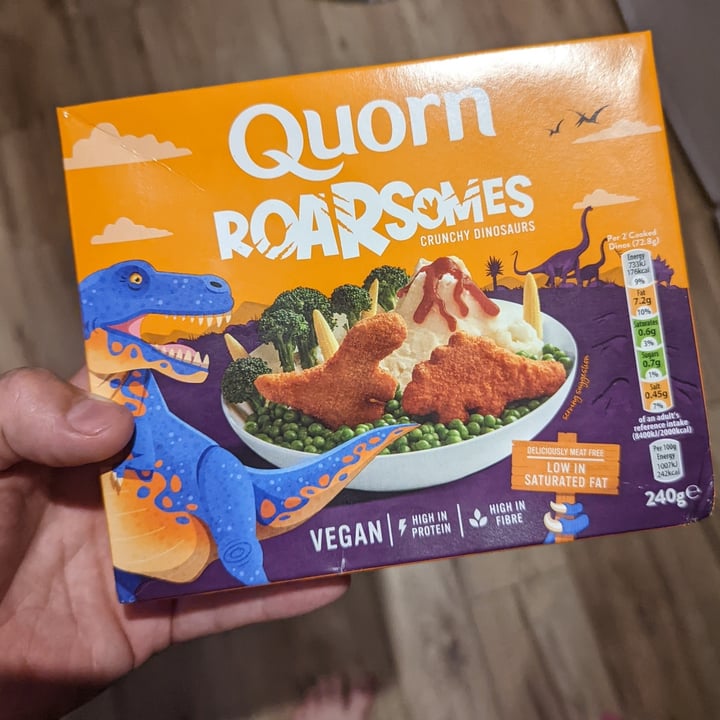 Quorn
ROARSOMES
CRUNCHY DINOSAURS
Per 2 Cooked
Dinos (72.8g)
Energy
733kJ
176kcal
9%
Fat
7.2g
10%
Saturates
0.6g
3%
Sugars
0.7g
1%
Salt
0.45g
7%
of an adult's
reference intake
(8400kJ/2000kcal)
Per 100g
Energy
1007kJ
242kcal
serving suggestion
DELICIOUSLY MEAT FREE
LOW IN
SATURATED FAT
240g℮
VEGAN
HIGH IN
PROTEIN
HIGH IN
FIBRE